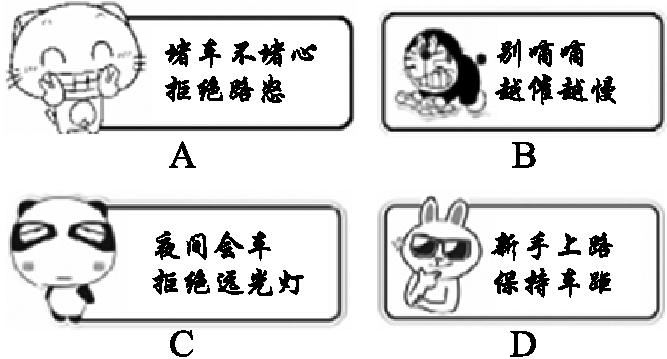 堵车不堵心
拒绝路怒
A
别嘀嘀
越催越慢
B
夜间会车
拒绝远光灯
C
新手上路
保持车距
D